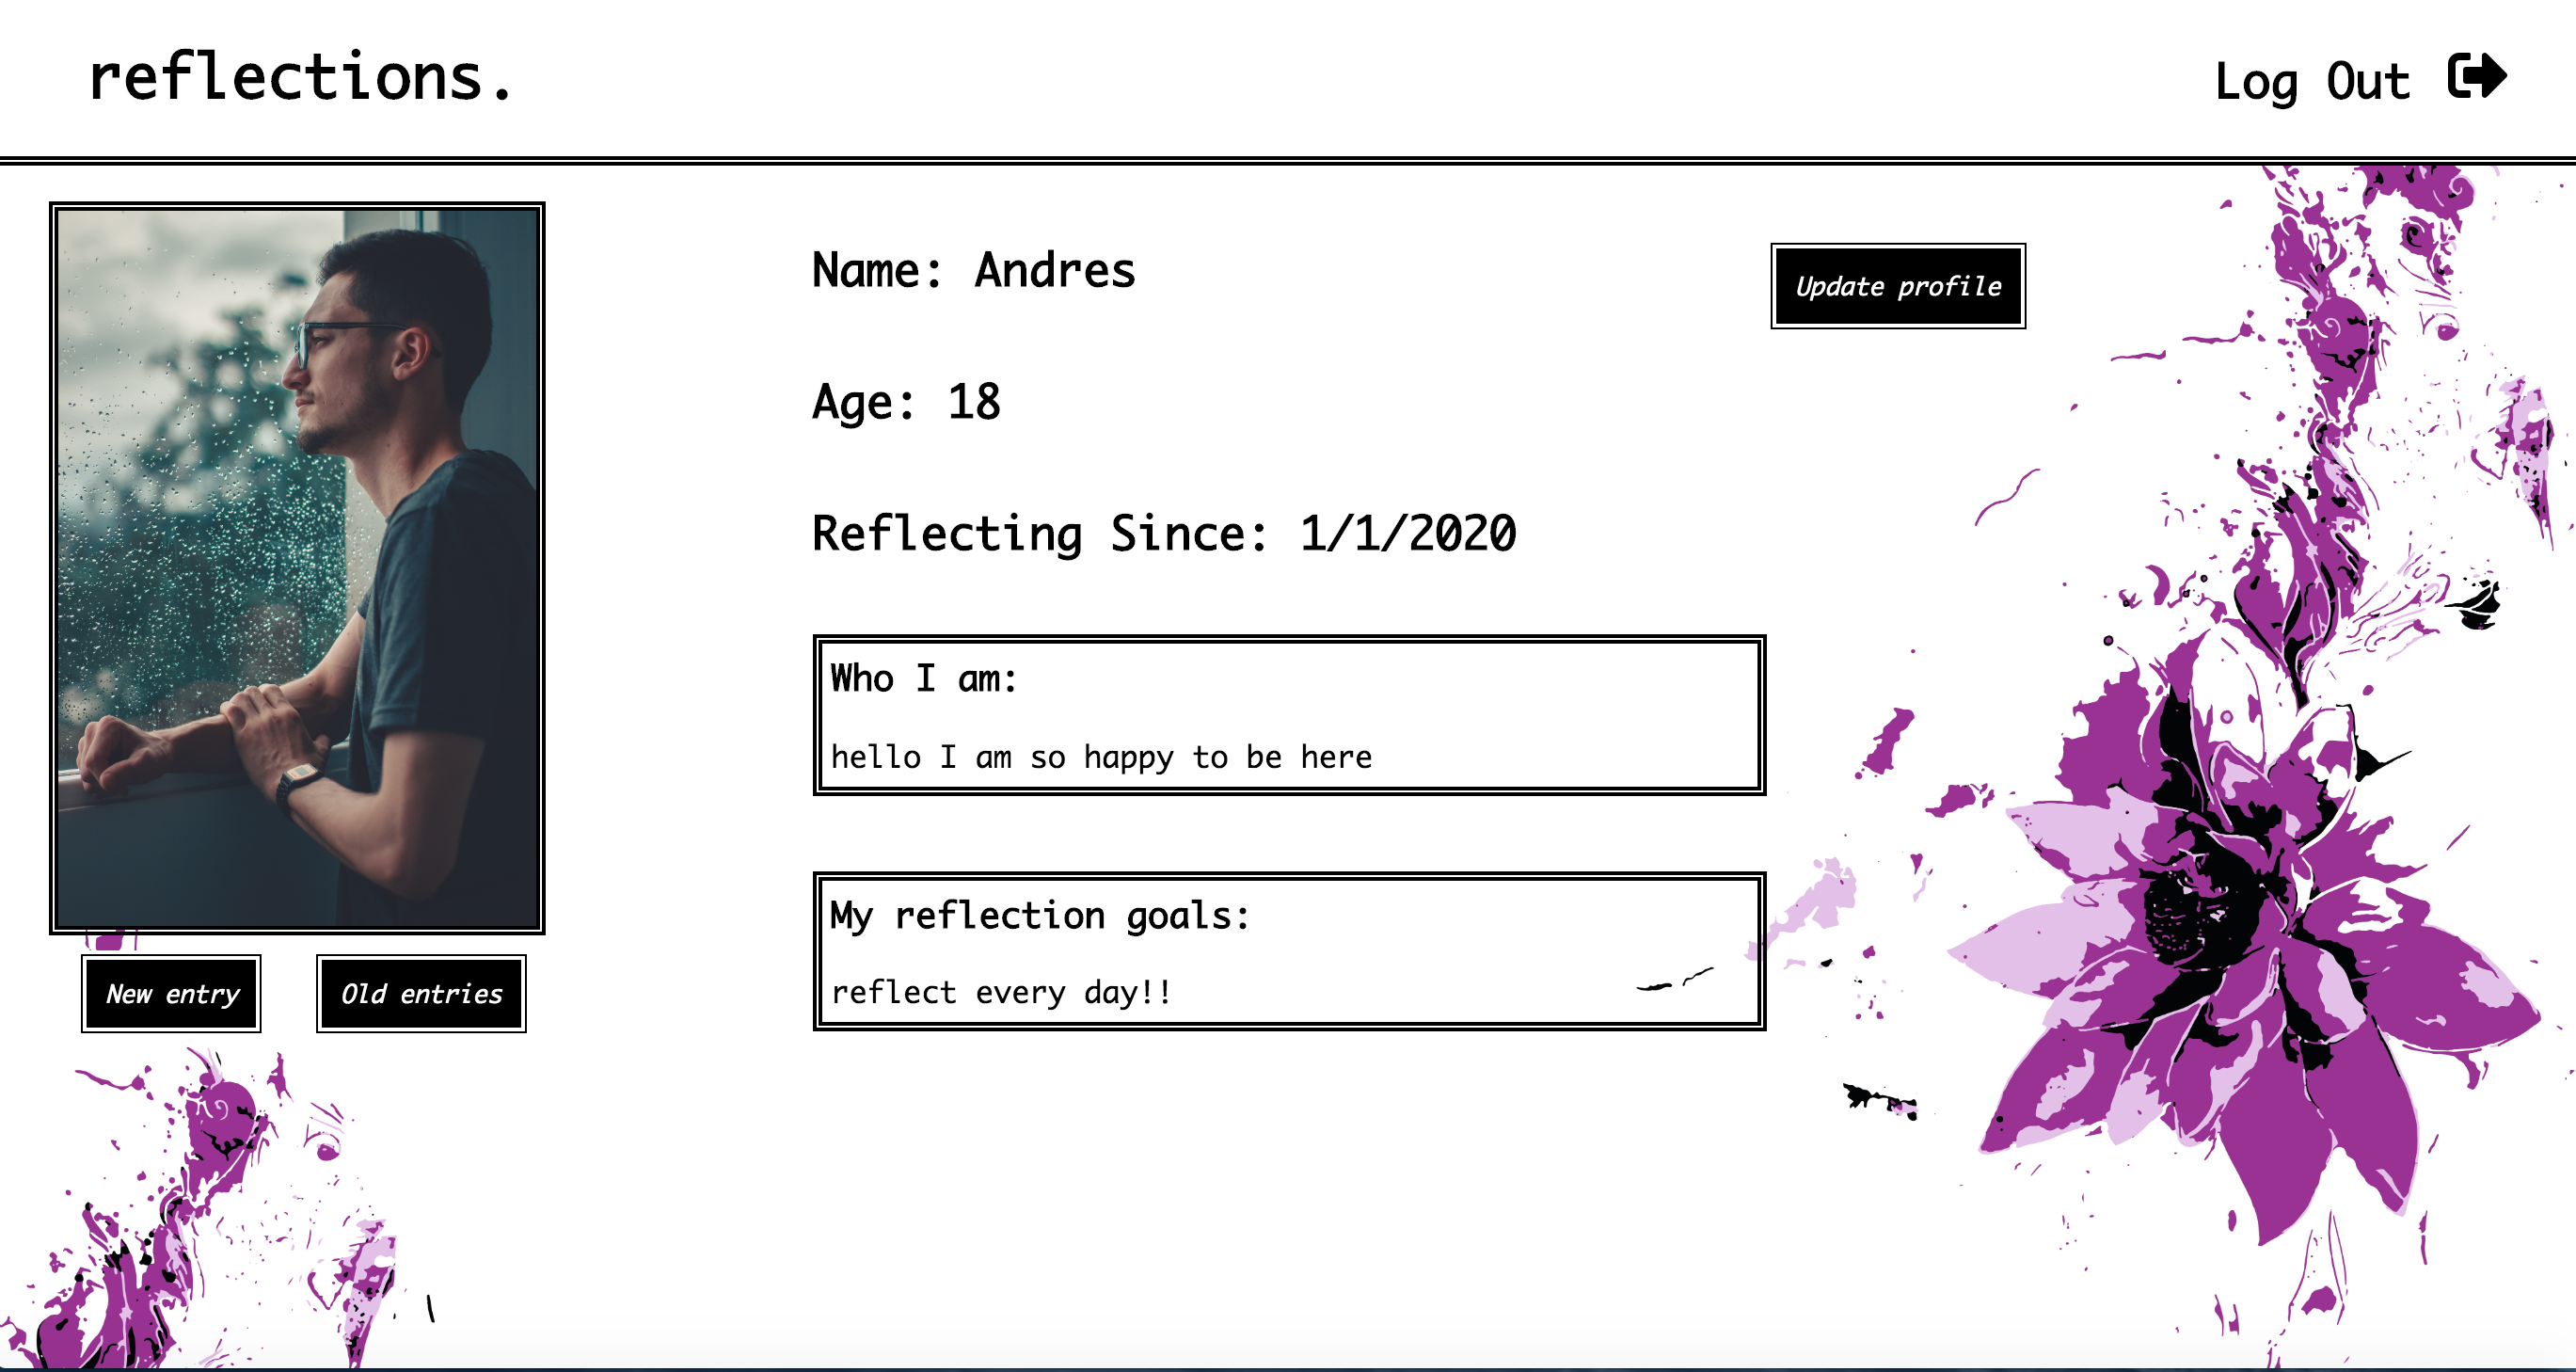 reflections.
Log Out
Name: Andres
Update profile
Age: 18
Reflecting Since: 1/1/2020
Who I am:
hello I am so happy to be here
My reflection goals:
reflect every day!!
New entry
Old entries